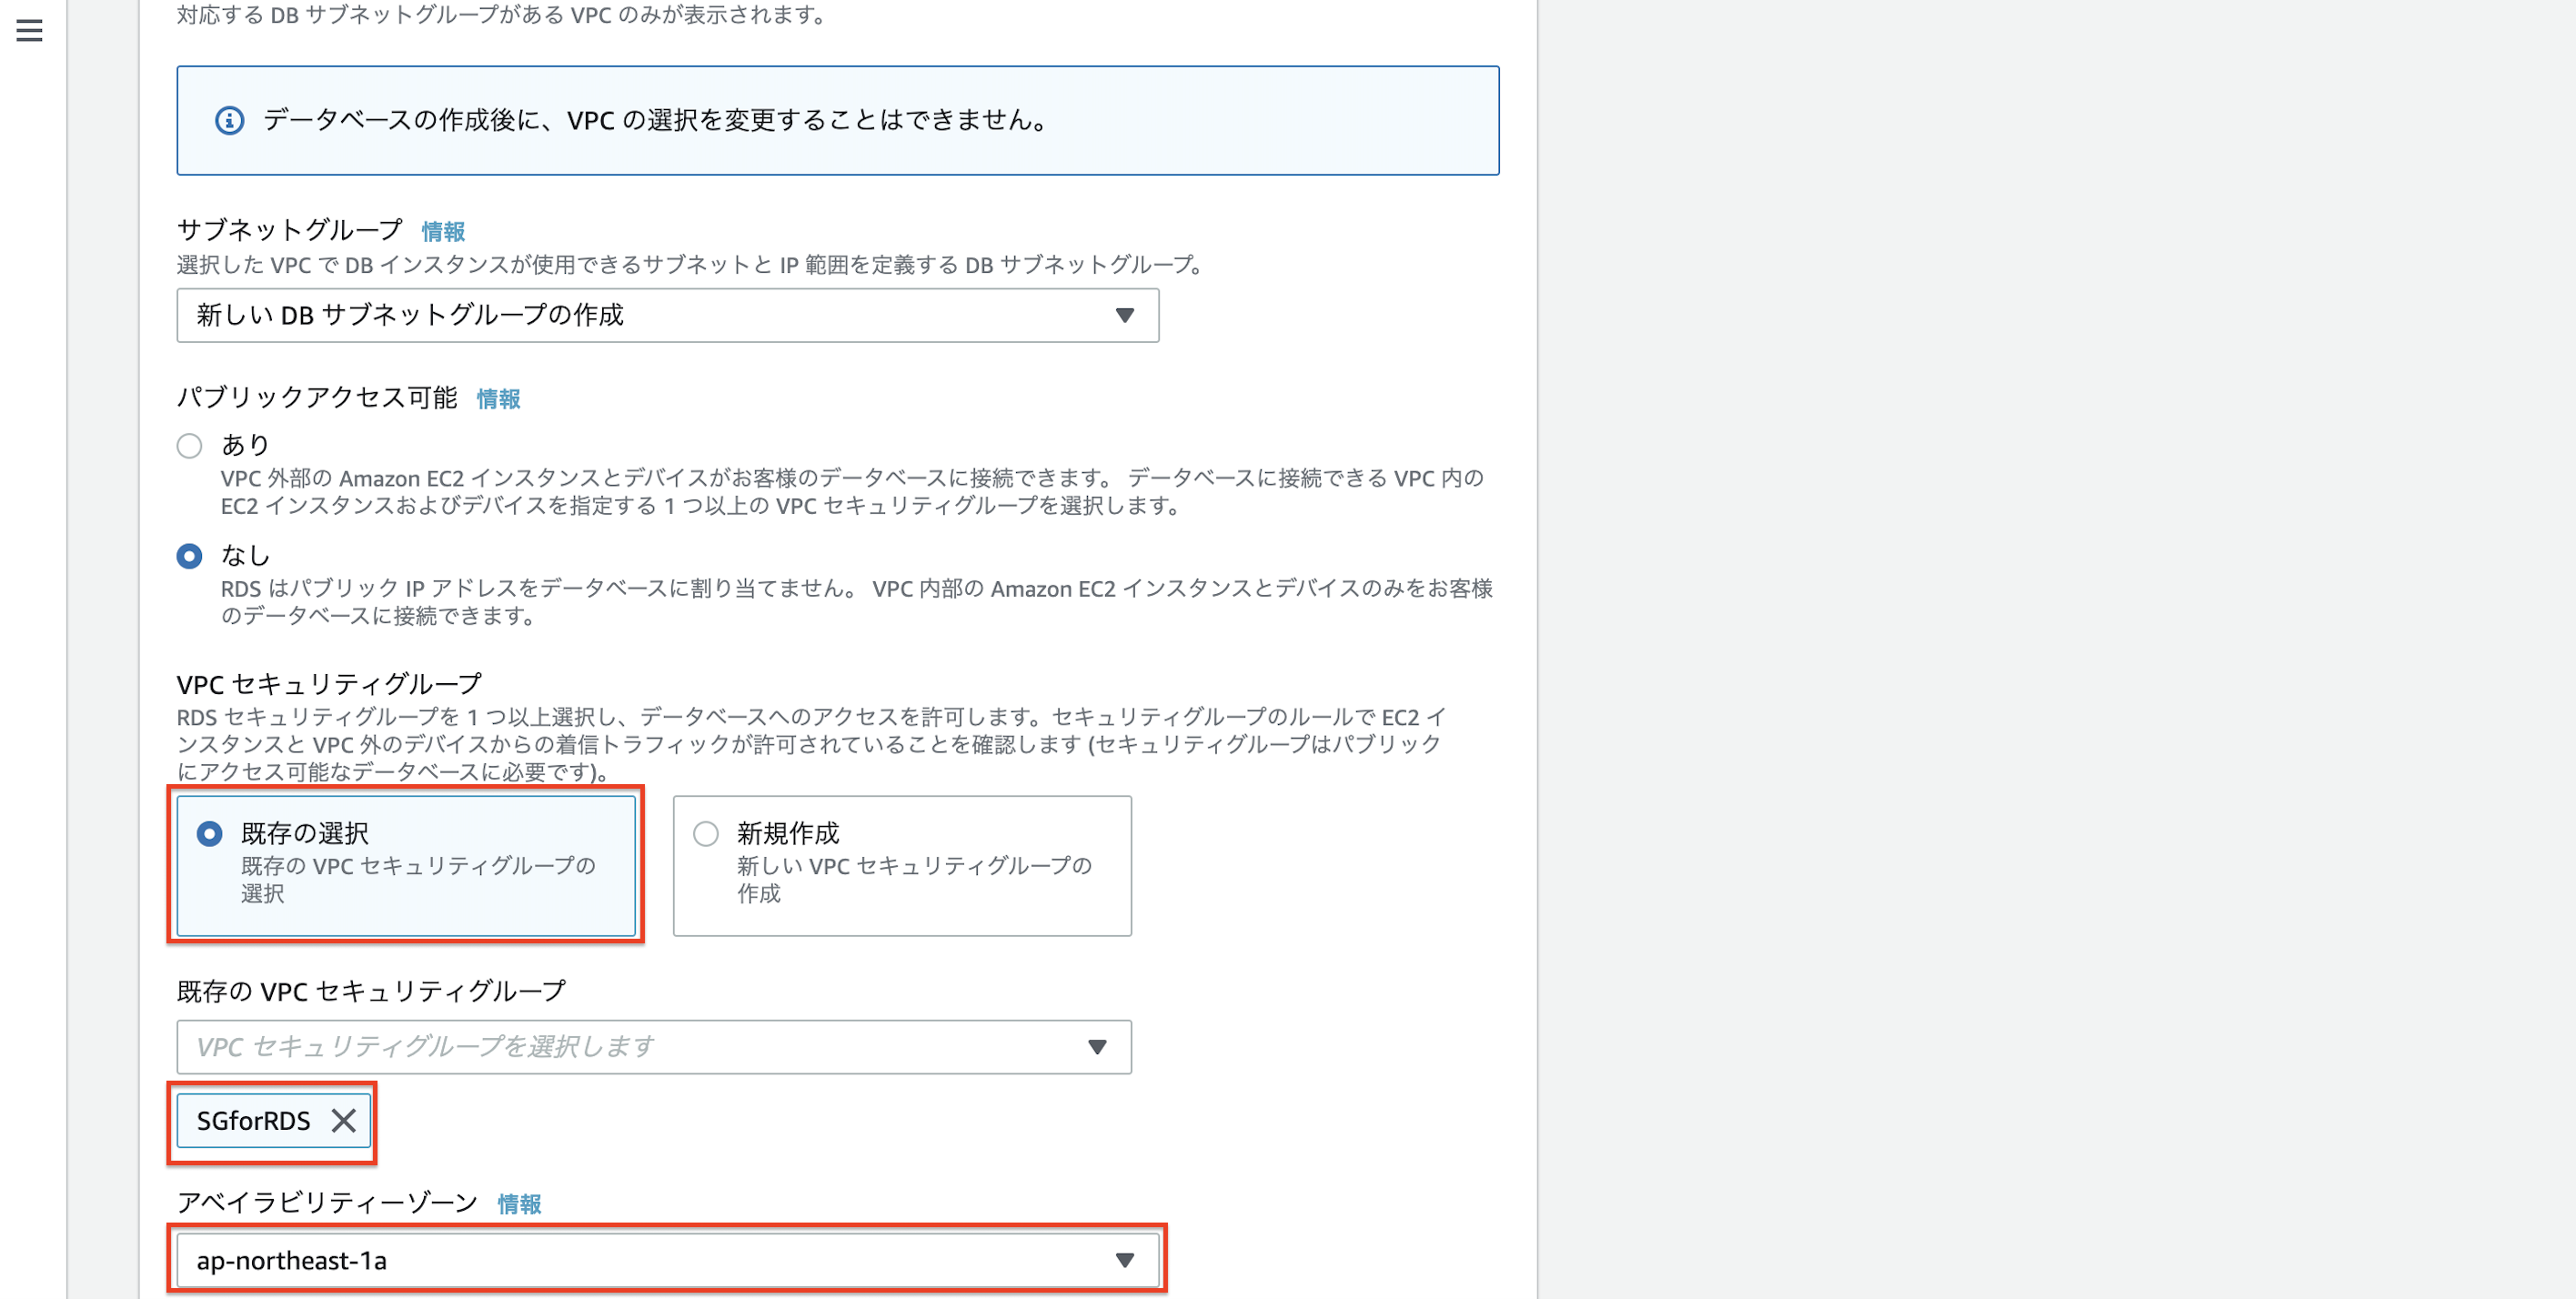 対応する DB サブネットグループがある VPC のみが表示されます。
データベースの作成後に、VPC の選択を変更することはできません。
サブネットグループ 情報
選択した VPC で DB インスタンスが使用できるサブネットと IP 範囲を定義する DB サブネットグループ。
新しい DB サブネットグループの作成
パブリックアクセス可能 情報
あり
VPC 外部の Amazon EC2 インスタンスとデバイスがお客様のデータベースに接続できます。 データベースに接続できる VPC 内の
EC2 インスタンスおよびデバイスを指定する 1 つ以上の VPC セキュリティグループを選択します。
なし
RDS はパブリック IP アドレスをデータベースに割り当てません。 VPC 内部の Amazon EC2 インスタンスとデバイスのみをお客様
のデータベースに接続できます。
VPC セキュリティグループ
RDS セキュリティグループを 1 つ以上選択し、データベースへのアクセスを許可します。セキュリティグループのルールで EC2 イ
ンスタンスと VPC 外のデバイスからの着信トラフィックが許可されていることを確認します (セキュリティグループはパブリック
にアクセス可能なデータベースに必要です)。
既存の選択
既存の VPC セキュリティグループの
選択
新規作成
新しい VPC セキュリティグループの
作成
既存の VPC セキュリティグループ
VPC セキュリティグループを選択します
SGforRDS
アベイラビリティーゾーン 情報
ap-northeast-1a